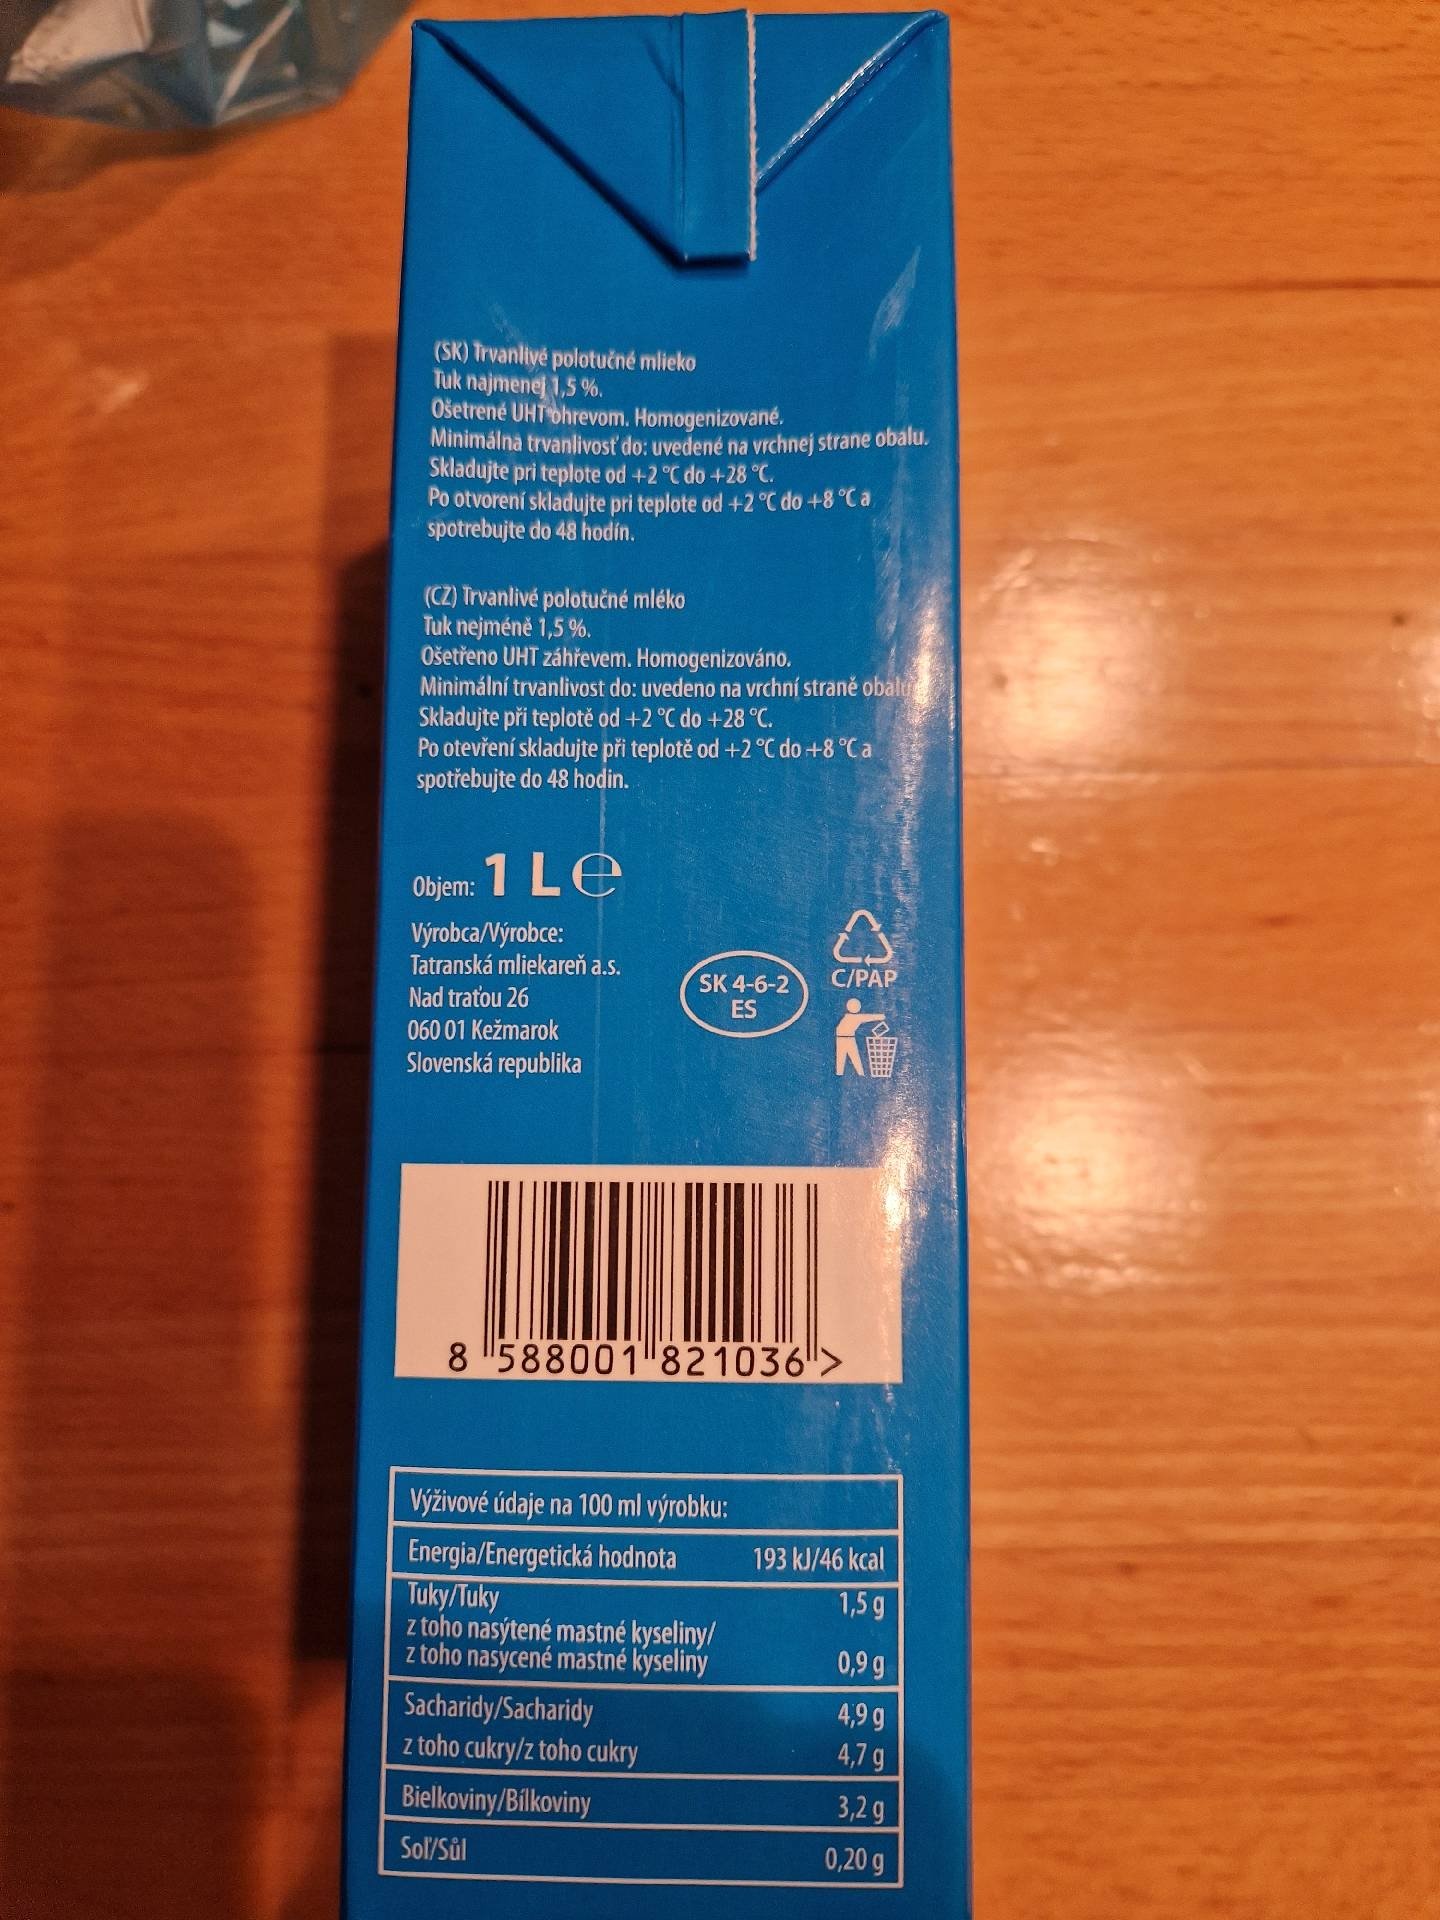 (SK) Trvanlivé polotučné mlieko
Tuk najmenej 1,5 %.
Ošetrené UHT ohrevom. Homogenizované.
Minimálna trvanlivosť do: uvedené na vrchnej strane obalu.
Skladujte pri teplote od +2 °C do +28 °C.
Po otvorení skladujte pri teplote od +2 °C do +8 °C a
spotrebujte do 48 hodín.
(CZ) Trvanlivé polotučné mléko
Tuk nejméně 1,5 %.
Ošetřeno UHT záhřevem. Homogenizováno.
Minimální trvanlivost do: uvedeno na vrchní straně obalu
Skladujte při teplotě od +2 °C do +28 °C.
Po otevření skladujte při teplotě od +2 °C do +8 °C a
spotřebujte do 48 hodin.
Objem: 1 L e
Výrobca/Výrobce:
Tatranská mliekareň a.s.
Nad traťou 26
060 01 Kežmarok
Slovenská republika
SK 4-6-2
ES
C/PAP
8 588001 821036 >
Výživové údaje na 100 ml výrobku:
Energia/Energetická hodnota 193 kJ/46 kcal
Tuky/Tuky 1,5 g
z toho nasýtené mastné kyseliny/
z toho nasycené mastné kyseliny 0,9 g
Sacharidy/Sacharidy 4,9 g
z toho cukry/z toho cukry 4,7 g
Bielkoviny/Bílkoviny 3,2 g
Soľ/Sůl 0,20 g